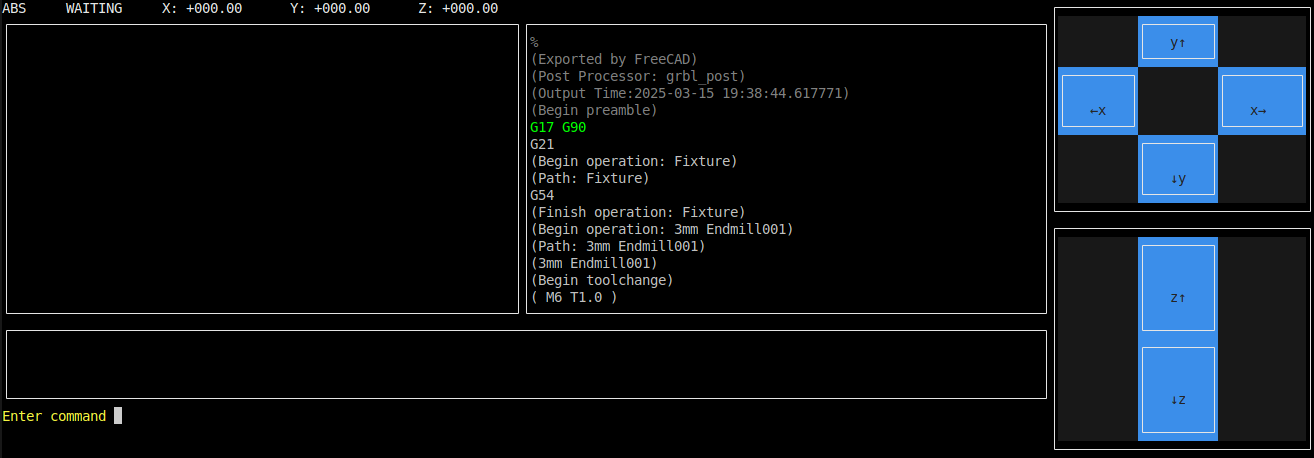 ABS WAITING X: +000.00 Y: +000.00 Z: +000.00
%
(Exported by FreeCAD)
(Post Processor: grbl_post)
(Output Time:2025-03-15 19:38:44.617771)
(Begin preamble)
G17 G90
G21
(Begin operation: Fixture)
(Path: Fixture)
G54
(Finish operation: Fixture)
(Begin operation: 3mm Endmill001)
(Path: 3mm Endmill001)
(3mm Endmill001)
(Begin toolchange)
( M6 T1.0 )
Enter command
y↑
←x x→
↓y
z↑
↓z